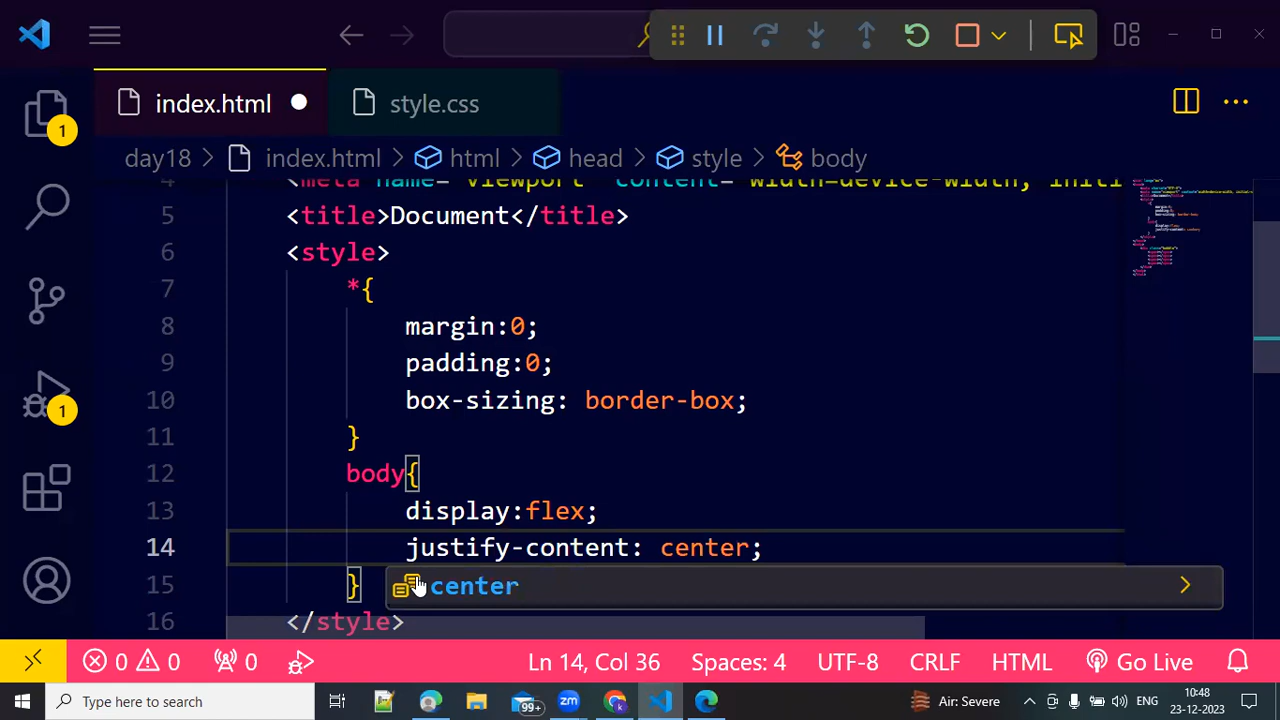 index.html
style.css
1
day18 > index.html > html > head > style > body
4 <meta name="viewport" content="width=device-width, initi
5 <title>Document</title>
6 <style>
7 *{
8 margin:0;
9 padding:0;
10 box-sizing: border-box;
11 }
12 body{
13 display:flex;
14 justify-content: center;
15 }
center
16 </style>
1
0 0 0 Ln 14, Col 36 Spaces: 4 UTF-8 CRLF HTML Go Live
Type here to search 99+ zm Air: Severe ENG 10:48
23-12-2023